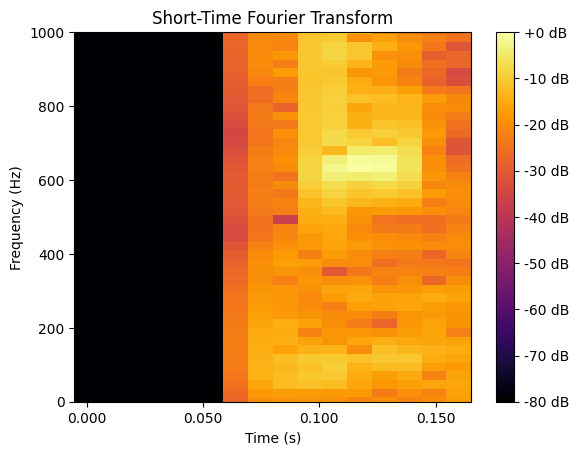 Short-Time Fourier Transform
1000
800
600
400
200
0
Frequency (Hz)
0.000
0.050
0.100
0.150
Time (s)
+0 dB
-10 dB
-20 dB
-30 dB
-40 dB
-50 dB
-60 dB
-70 dB
-80 dB